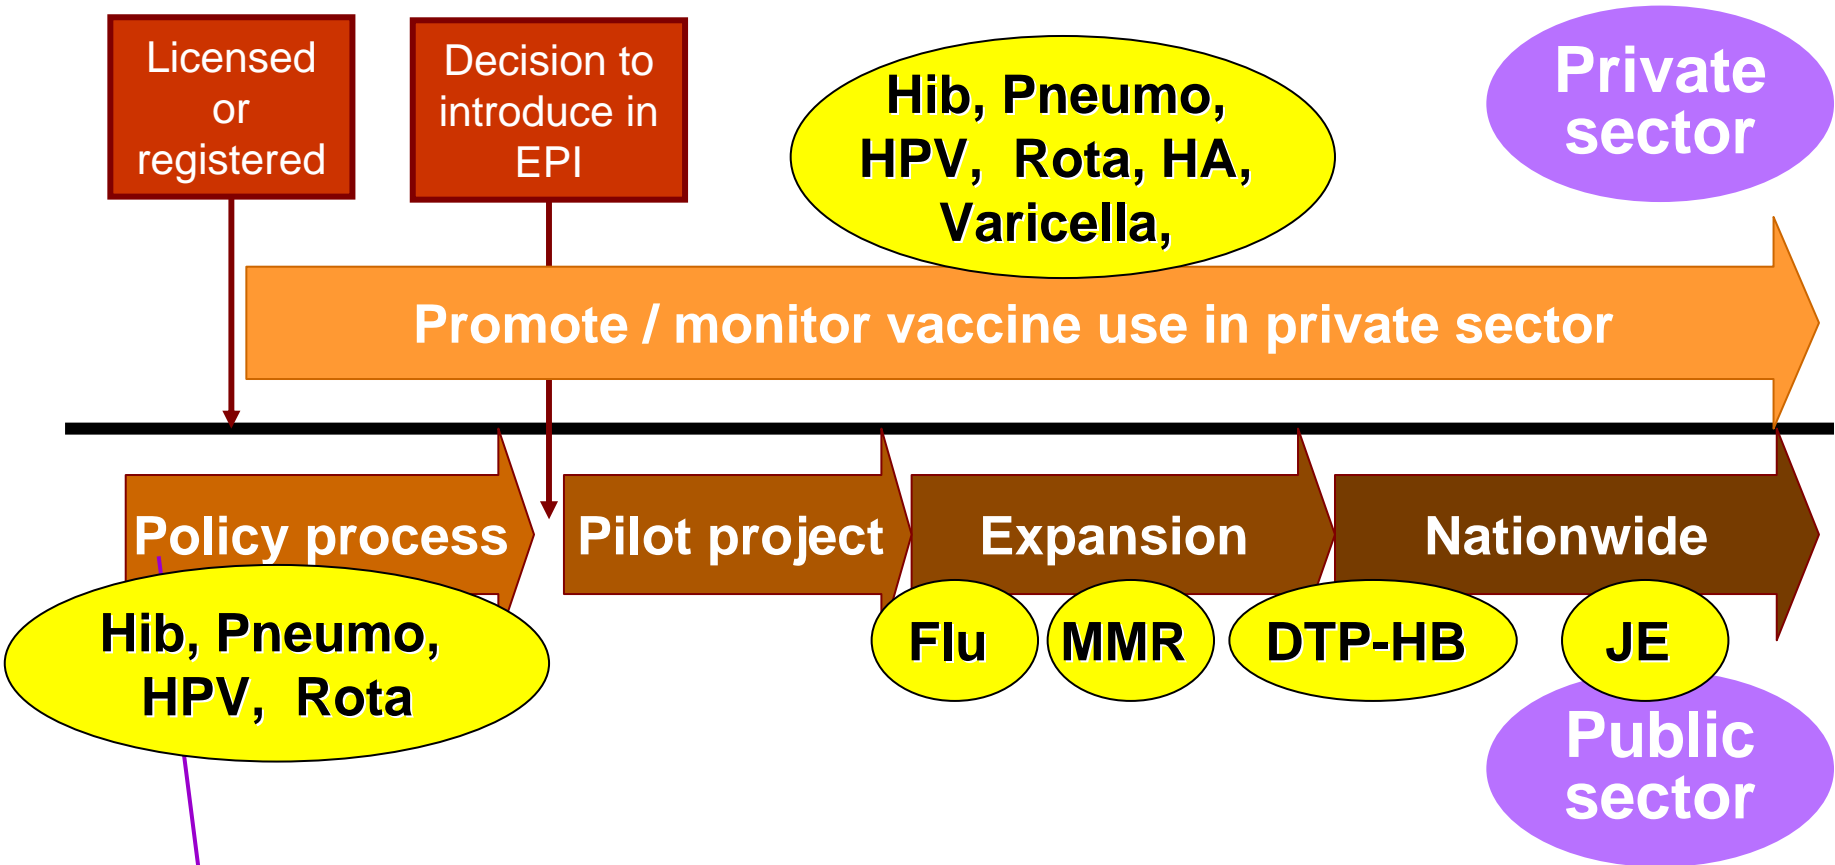 Licensed
or
registered
Decision to
introduce in
EPI
Hib, Pneumo,
HPV, Rota, HA,
Varicella,
Private
sector
Promote / monitor vaccine use in private sector
Policy process
Pilot project
Expansion
Nationwide
Hib, Pneumo,
HPV, Rota
Flu
MMR
DTP-HB
JE
Public
sector